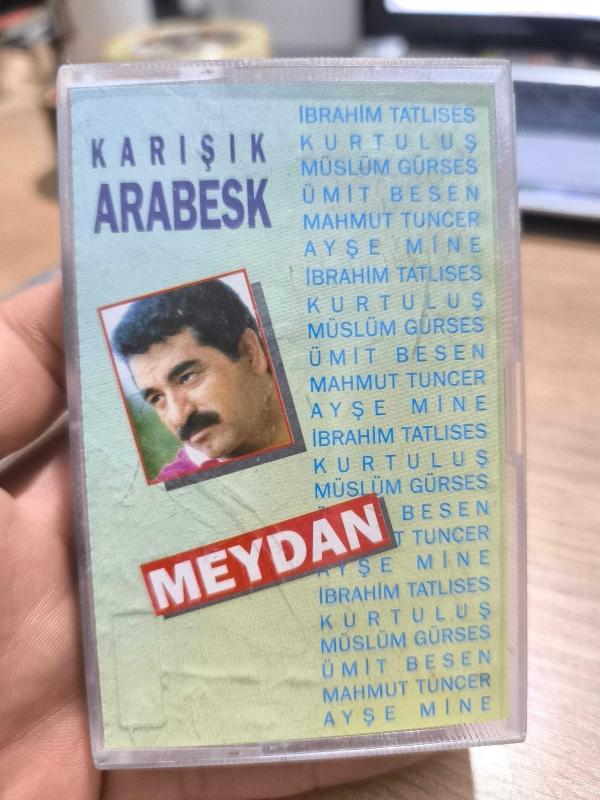 KARIŞIK
ARABESK
MEYDAN
İBRAHİM TATLISES
KURTULUŞ
MÜSLÜM GÜRSES
ÜMİT BESEN
MAHMUT TUNCER
AYŞE MİNE
İBRAHİM TATLISES
KURTULUŞ
MÜSLÜM GÜRSES
ÜMİT BESEN
MAHMUT TUNCER
AYŞE MİNE
İBRAHİM TATLISES
KURTULUŞ
MÜSLÜM GÜRSES
BESEN
TUNCER
AYŞE MİNE
İBRAHİM TATLISES
KURTULUŞ
MÜSLÜM GÜRSES
ÜMİT BESEN
MAHMUT TUNCER
AYŞE MİNE